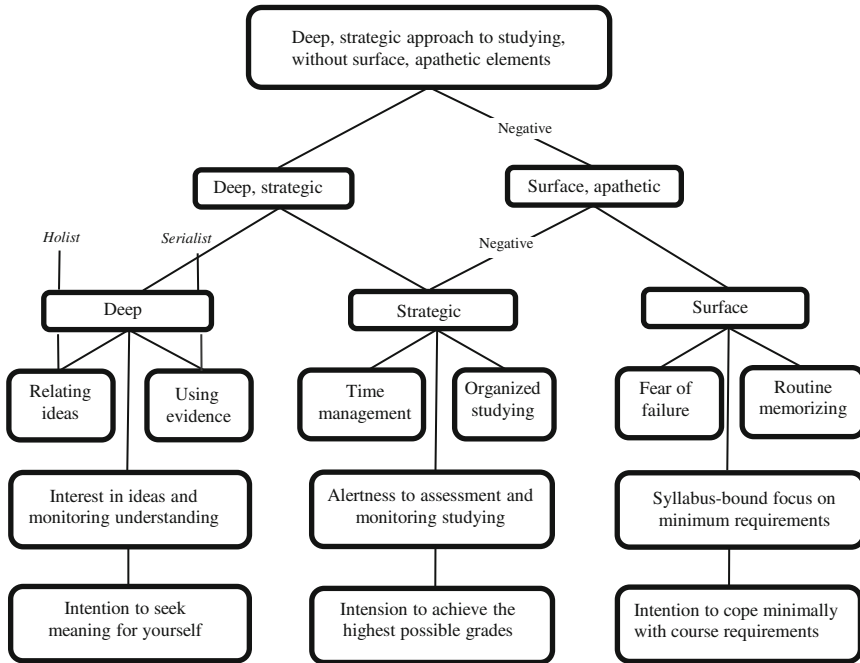 Deep, strategic approach to studying,
without surface, apathetic elements
Negative
Deep, strategic
Surface, apathetic
Holist
Serialist
Negative
Deep
Strategic
Surface
Relating
ideas
Using
evidence
Time
management
Organized
studying
Fear of
failure
Routine
memorizing
Interest in ideas and
monitoring understanding
Alertness to assessment and
monitoring studying
Syllabus-bound focus on
minimum requirements
Intention to seek
meaning for yourself
Intension to achieve the
highest possible grades
Intention to cope minimally
with course requirements